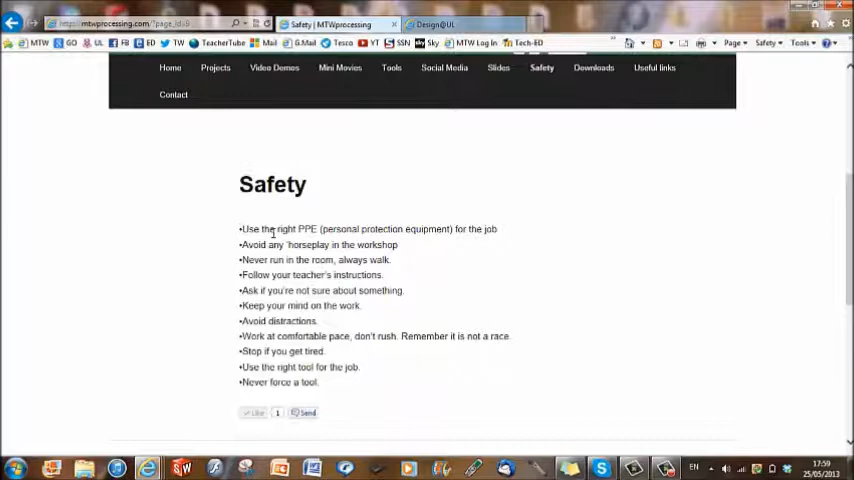 http://mtwprocessing.com/?page_id=9
Safety | MTWprocessing
Design@UL
MTW GO UL FB ED TW TeacherTube Mail G.Mail Tesco YT SSN Sky MTW Log In Tech-ED
Page Safety Tools
Home Projects Video Demos Mini Movies Tools Social Media Slides Safety Downloads Useful links
Contact
Safety
•Use the right PPE (personal protection equipment) for the job
•Avoid any 'horseplay in the workshop
•Never run in the room, always walk.
•Follow your teacher's instructions.
•Ask if you're not sure about something.
•Keep your mind on the work.
•Avoid distractions.
•Work at comfortable pace, don't rush. Remember it is not a race.
•Stop if you get tired.
•Use the right tool for the job.
•Never force a tool.
Like 1 Send
EN
17:59
25/05/2013